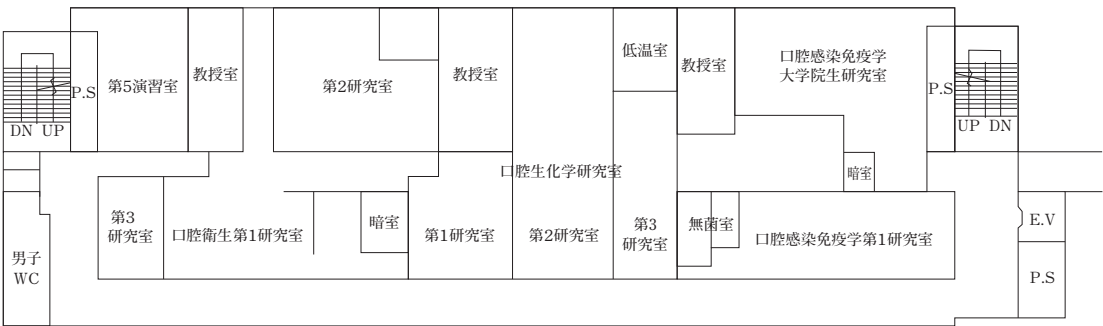 低温室
口腔感染免疫学
大学院生研究室
教授室
教授室
教授室
第5演習室
第2研究室
P.S
P.S
DN UP
UP DN
口腔生化学研究室
暗室
第3
研究室
口腔衛生第1研究室
暗室
第1研究室
第2研究室
第3
研究室
無菌室
口腔感染免疫学第1研究室
E.V
男子
WC
P.S